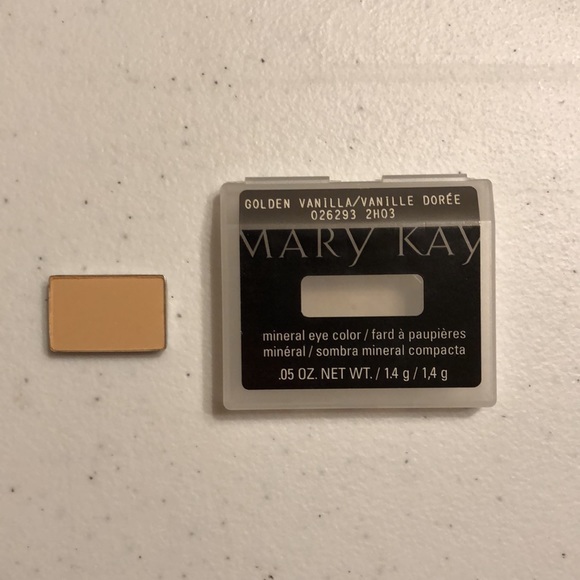 GOLDEN VANILLA/VANILLE DORÉE
026293 2H03
MARY KAY
mineral eye color / fard à paupières
minéral / sombra mineral compacta
.05 OZ. NET WT. / 1.4 g / 1,4 g